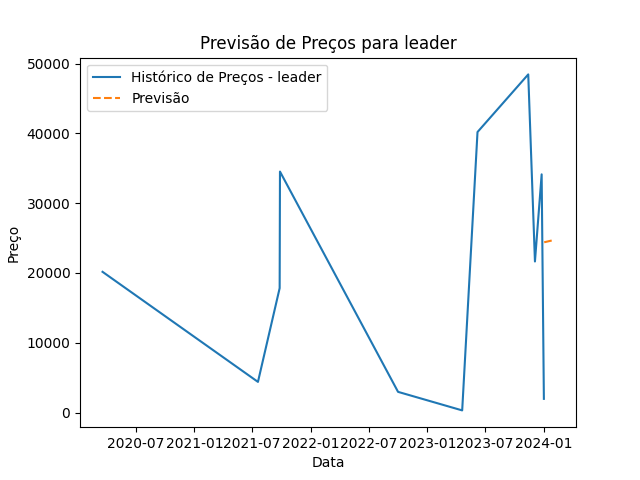 Previsão de Preços para leader
Histórico de Preços - leader
Previsão
50000
40000
30000
20000
10000
0
Preço
2020-07 2021-01 2021-07 2022-01 2022-07 2023-01 2023-07 2024-01
Data